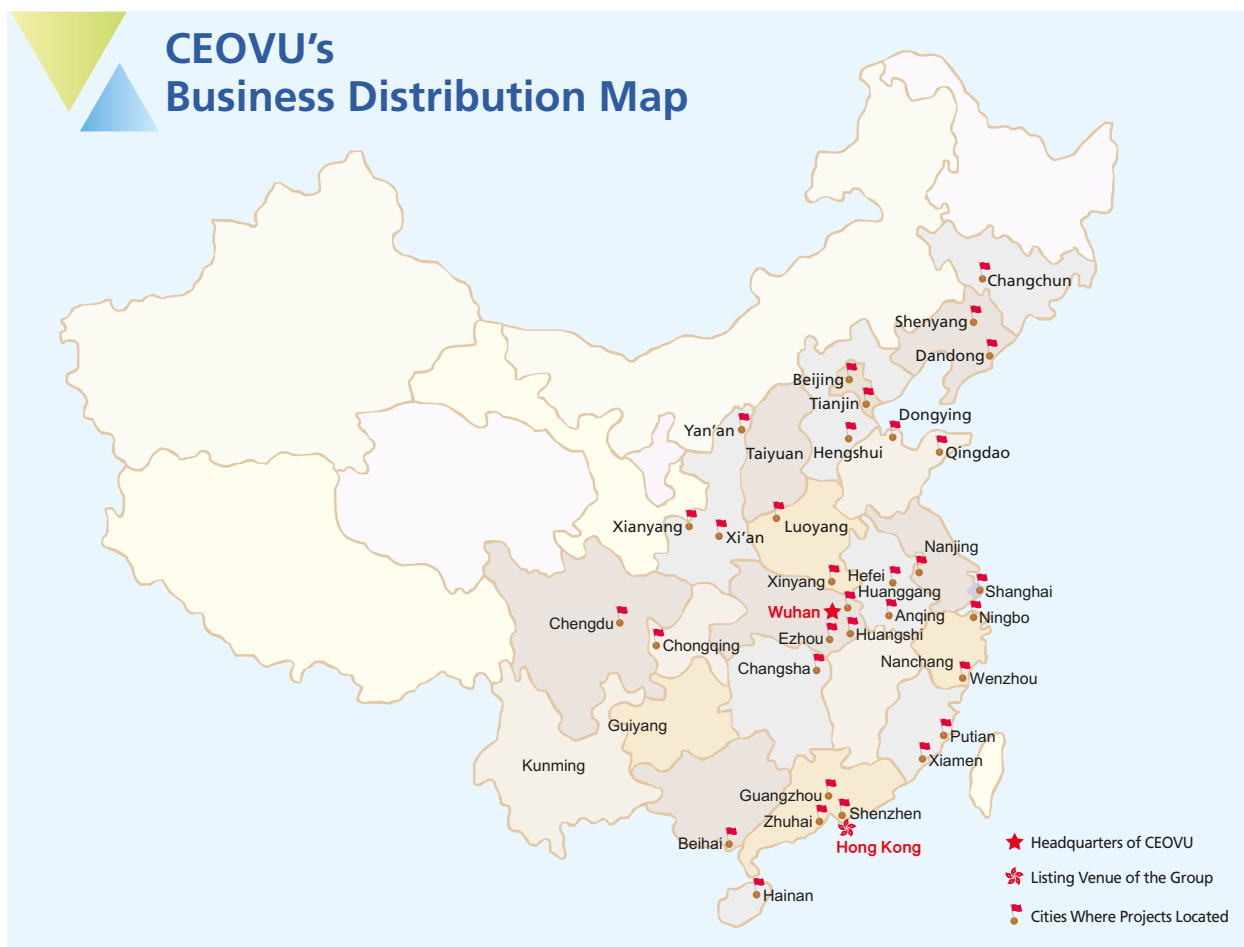 CEOVU's
Business Distribution Map
Changchun
Shenyang
Dandong
Beijing
Tianjin
Dongying
Yan'an
Taiyuan
Hengshui
Qingdao
Xianyang
Xi'an
Luoyang
Nanjing
Xinyang
Hefei
Huanggang
Shanghai
Wuhan
Anqing
Ningbo
Chengdu
Ezhou
Huangshi
Chongqing
Changsha
Nanchang
Wenzhou
Guiyang
Putian
Kunming
Xiamen
Guangzhou
Zhuhai
Shenzhen
Beihai
Hong Kong
Hainan
Headquarters of CEOVU
Listing Venue of the Group
Cities Where Projects Located